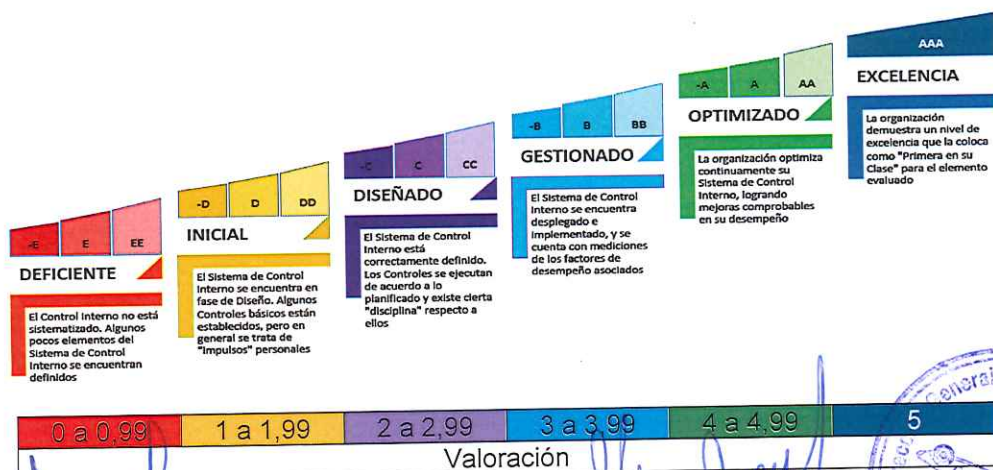 -E E EE
DEFICIENTE
El Control Interno no está
sistematizado. Algunos
pocos elementos del
Sistema de Control
Interno se encuentran
definidos
-D D DD
INICIAL
El Sistema de Control
Interno se encuentra en
fase de Diseño. Algunos
Controles básicos están
establecidos, pero en
general se trata de
"Impulsos" personales
-C C CC
DISEÑADO
El Sistema de Control
Interno está
correctamente definido.
Los Controles se ejecutan
de acuerdo a lo
planificado y existe cierta
"disciplina" respecto a
ellos
-B B BB
GESTIONADO
El Sistema de Control
Interno se encuentra
desplegado e
implementado, y se
cuenta con mediciones
de los factores de
desempeño asociados
-A A AA
OPTIMIZADO
La organización optimiza
continuamente su
Sistema de Control
Interno, logrando
mejoras comprobables
en su desempeño
AAA
EXCELENCIA
La organización
demuestra un nivel de
excelencia que la coloca
como "Primera en su
Clase" para el elemento
evaluado
0 a 0,99 1 a 1,99 2 a 2,99 3 a 3,99 4 a 4,99 5
Valoración
General